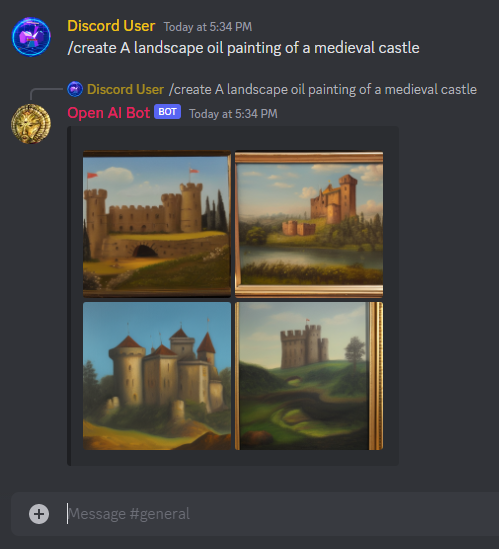 Discord User Today at 5:34 PM
/create A landscape oil painting of a medieval castle
Discord User /create A landscape oil painting of a medieval castle
Open AI Bot BOT Today at 5:34 PM
Message #general